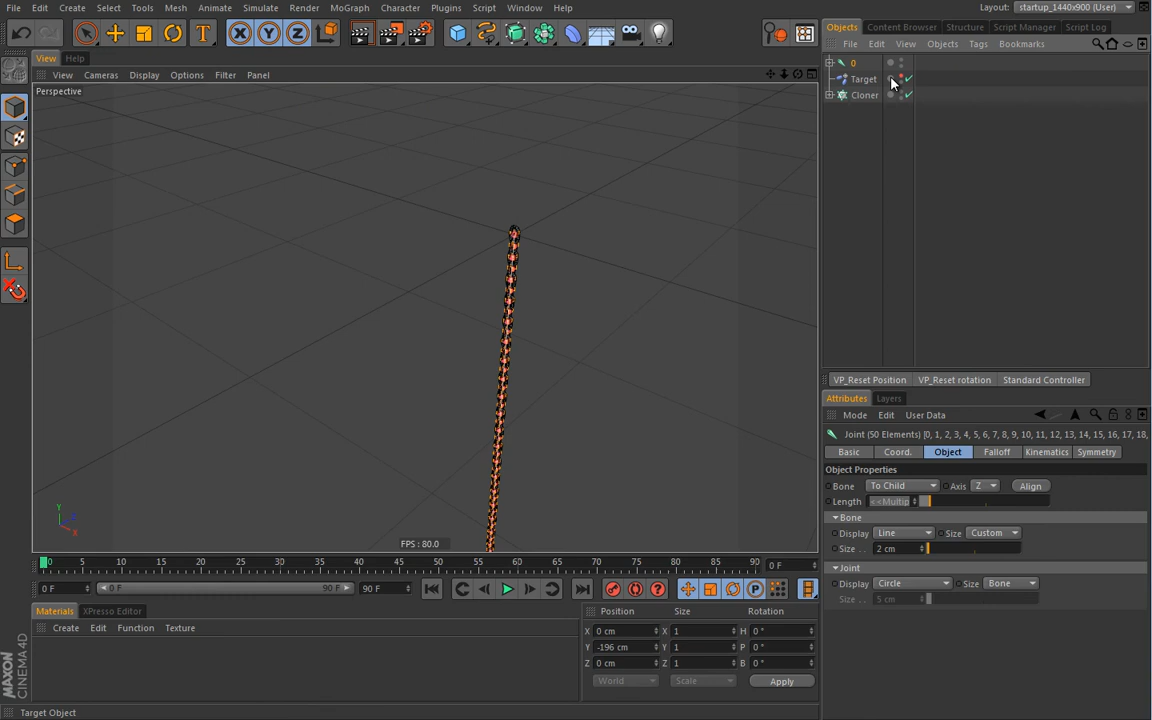 File Edit Create Select Tools Mesh Animate Simulate Render MoGraph Character Plugins Script Window Help Layout: startup_1440x900 (User)
X Y Z T
View Help
View Cameras Display Options Filter Panel
Perspective
Y
Z
X
FPS : 80.0
0 5 10 15 20 25 30 35 40 45 50 55 60 65 70 75 80 85 90 0 F
0 F 0 F 90 F 90 F P
Materials XPresso Editor
Create Edit Function Texture
Position Size Rotation
X 0 cm X 1 H 0 °
Y -196 cm Y 1 P 0 °
Z 0 cm Z 1 B 0 °
World Scale Apply
MAXON
CINEMA 4D
Target Object
Objects Content Browser Structure Script Manager Script Log
File Edit View Objects Tags Bookmarks
0
Target
Cloner
VP_Reset Position VP_Reset rotation Standard Controller
Attributes Layers
Mode Edit User Data
Joint (50 Elements) [0, 1, 2, 3, 4, 5, 6, 7, 8, 9, 10, 11, 12, 13, 14, 15, 16, 17, 18,
Basic Coord. Object Falloff Kinematics Symmetry
Object Properties
Bone To Child Axis Z Align
Length <<Multip
Bone
Display Line Size Custom
Size . . 2 cm
Joint
Display Circle Size Bone
Size . . 5 cm